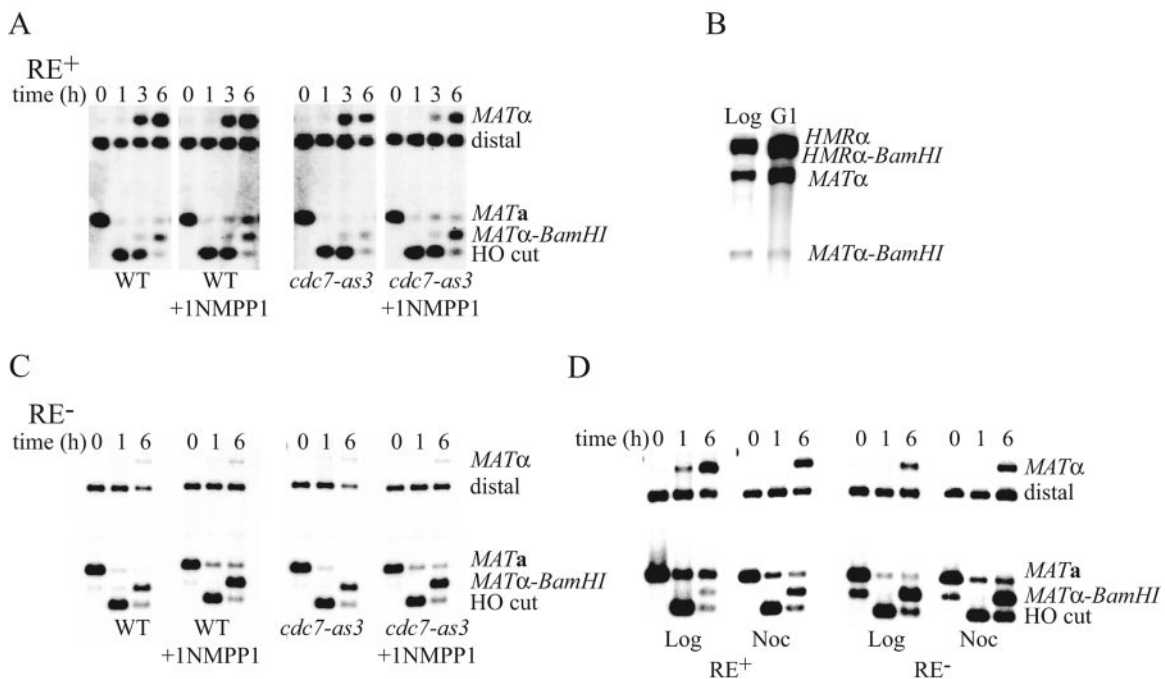 A
RE+
time (h) 0 1 3 6 0 1 3 6 0 1 3 6 0 1 3 6
MATα
distal
MATa
MATα-BamHI
HO cut
WT WT cdc7-as3 cdc7-as3
+1NMPP1 +1NMPP1
B
Log G1
HMRα
HMRα-BamHI
MATα
MATα-BamHI
C
RE-
time (h) 0 1 6 0 1 6 0 1 6 0 1 6
MATα
distal
MATa
MATα-BamHI
HO cut
WT WT cdc7-as3 cdc7-as3
+1NMPP1 +1NMPP1
D
time (h) 0 1 6 0 1 6 0 1 6 0 1 6
MATα
distal
MATa
MATα-BamHI
HO cut
Log Noc Log Noc
RE+ RE-